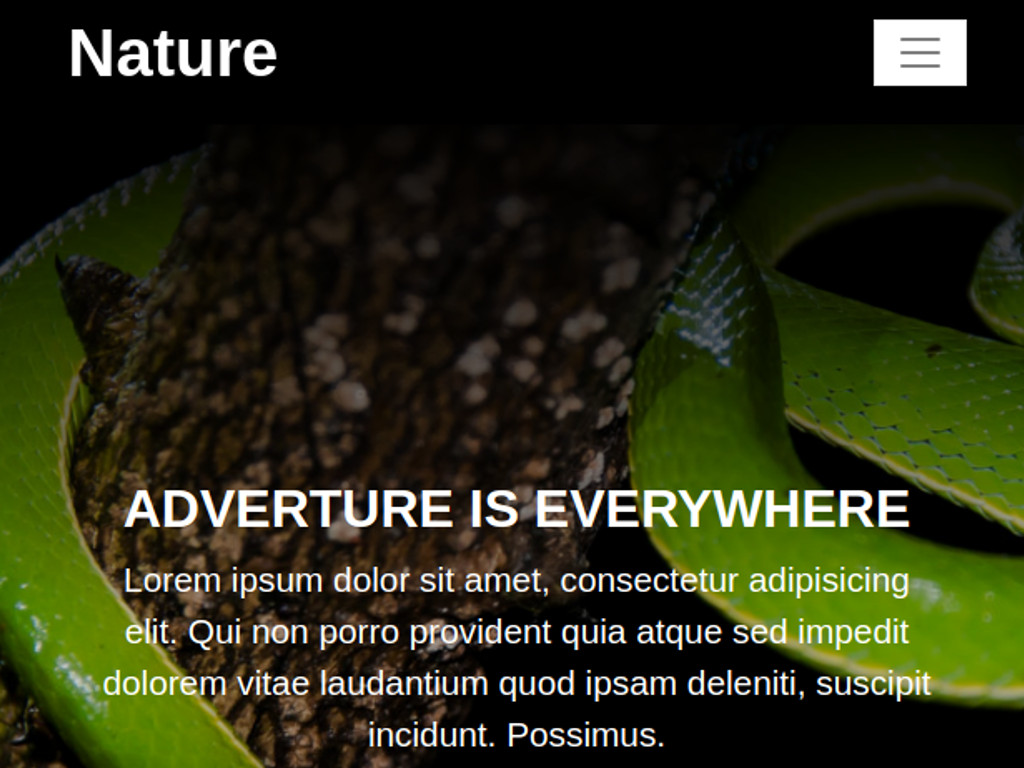 Nature
ADVERTURE IS EVERYWHERE
Lorem ipsum dolor sit amet, consectetur adipisicing
elit. Qui non porro provident quia atque sed impedit
dolorem vitae laudantium quod ipsam deleniti, suscipit
incidunt. Possimus.